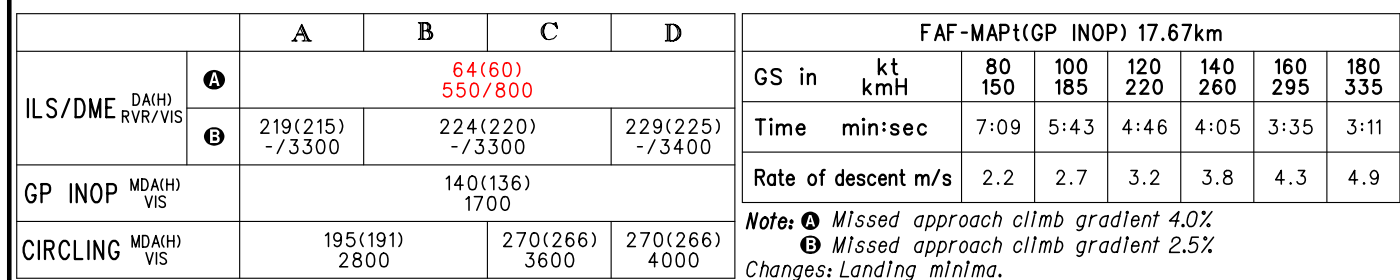 A B C D
ILS/DME DA(H) RVR/VIS
A 64(60)
550/800
B 219(215) 224(220) 229(225)
-/3300 -/3300 -/3400
GP INOP MDA(H) VIS 140(136)
1700
CIRCLING MDA(H) VIS 195(191) 270(266) 270(266)
2800 3600 4000
FAF-MAPt(GP INOP) 17.67km
GS in kt 80 100 120 140 160 180
kmH 150 185 220 260 295 335
Time min:sec 7:09 5:43 4:46 4:05 3:35 3:11
Rate of descent m/s 2.2 2.7 3.2 3.8 4.3 4.9
Note: A Missed approach climb gradient 4.0%
B Missed approach climb gradient 2.5%
Changes: Landing minima.